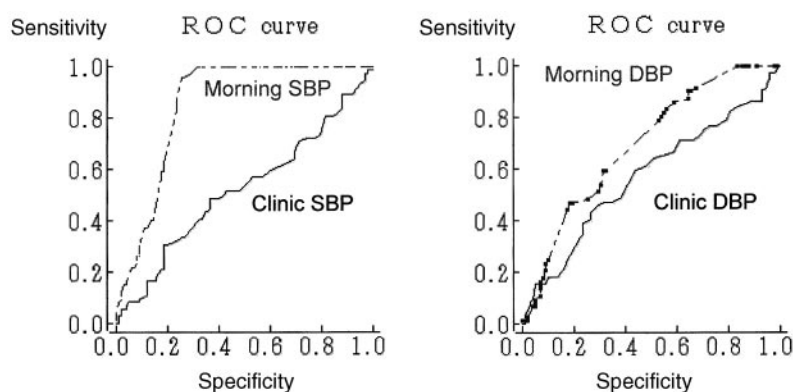 Sensitivity
ROC curve
1.0
0.8
0.6
0.4
0.2
0.0
Morning SBP
Clinic SBP
0.0 0.2 0.4 0.6 0.8 1.0
Specificity
Sensitivity
ROC curve
1.0
0.8
0.6
0.4
0.2
0.0
Morning DBP
Clinic DBP
0.0 0.2 0.4 0.6 0.8 1.0
Specificity